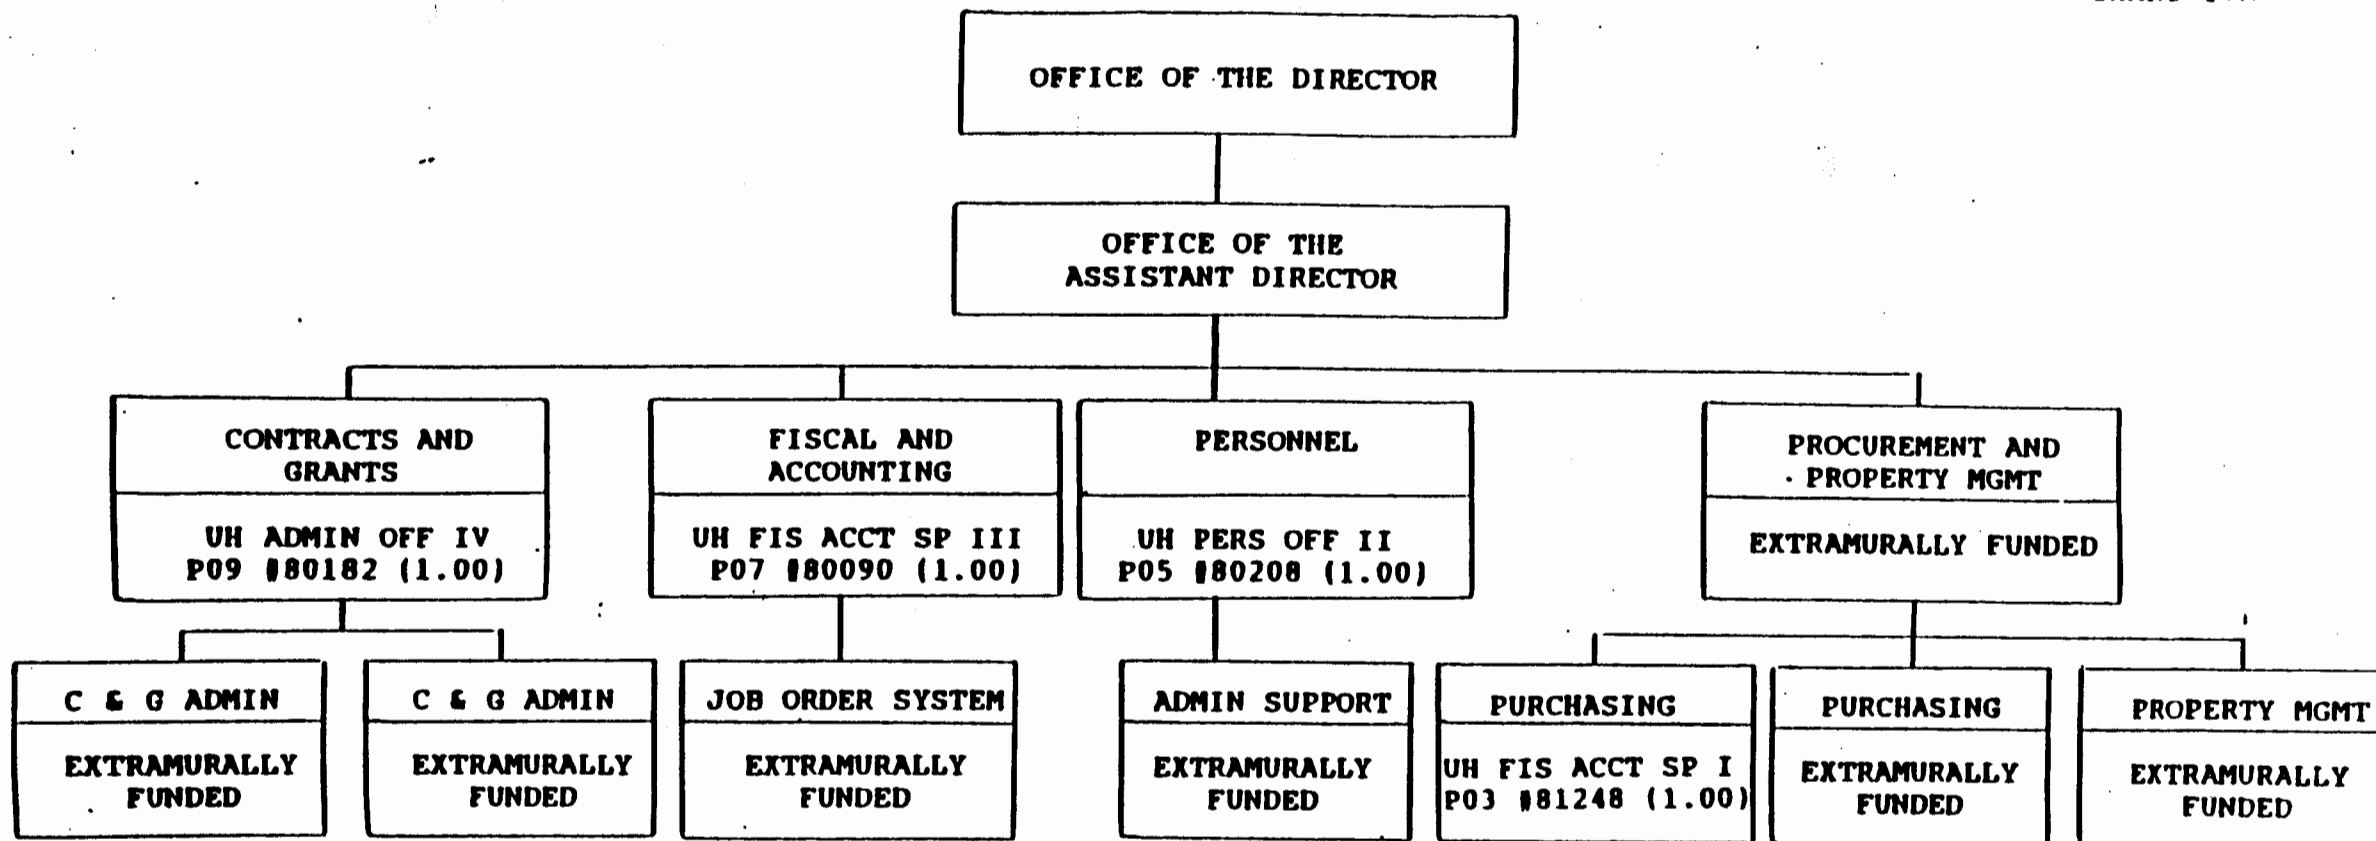 OFFICE OF THE DIRECTOR
OFFICE OF THE
ASSISTANT DIRECTOR
CONTRACTS AND
GRANTS
UH ADMIN OFF IV
P09 #80182 (1.00)
FISCAL AND
ACCOUNTING
UH FIS ACCT SP III
P07 #80090 (1.00)
PERSONNEL
UH PERS OFF II
P05 #80208 (1.00)
PROCUREMENT AND
PROPERTY MGMT
EXTRAMURALLY FUNDED
C & G ADMIN
EXTRAMURALLY
FUNDED
C & G ADMIN
EXTRAMURALLY
FUNDED
JOB ORDER SYSTEM
EXTRAMURALLY
FUNDED
ADMIN SUPPORT
EXTRAMURALLY
FUNDED
PURCHASING
UH FIS ACCT SP I
P03 #81248 (1.00)
PURCHASING
EXTRAMURALLY
FUNDED
PROPERTY MGMT
EXTRAMURALLY
FUNDED